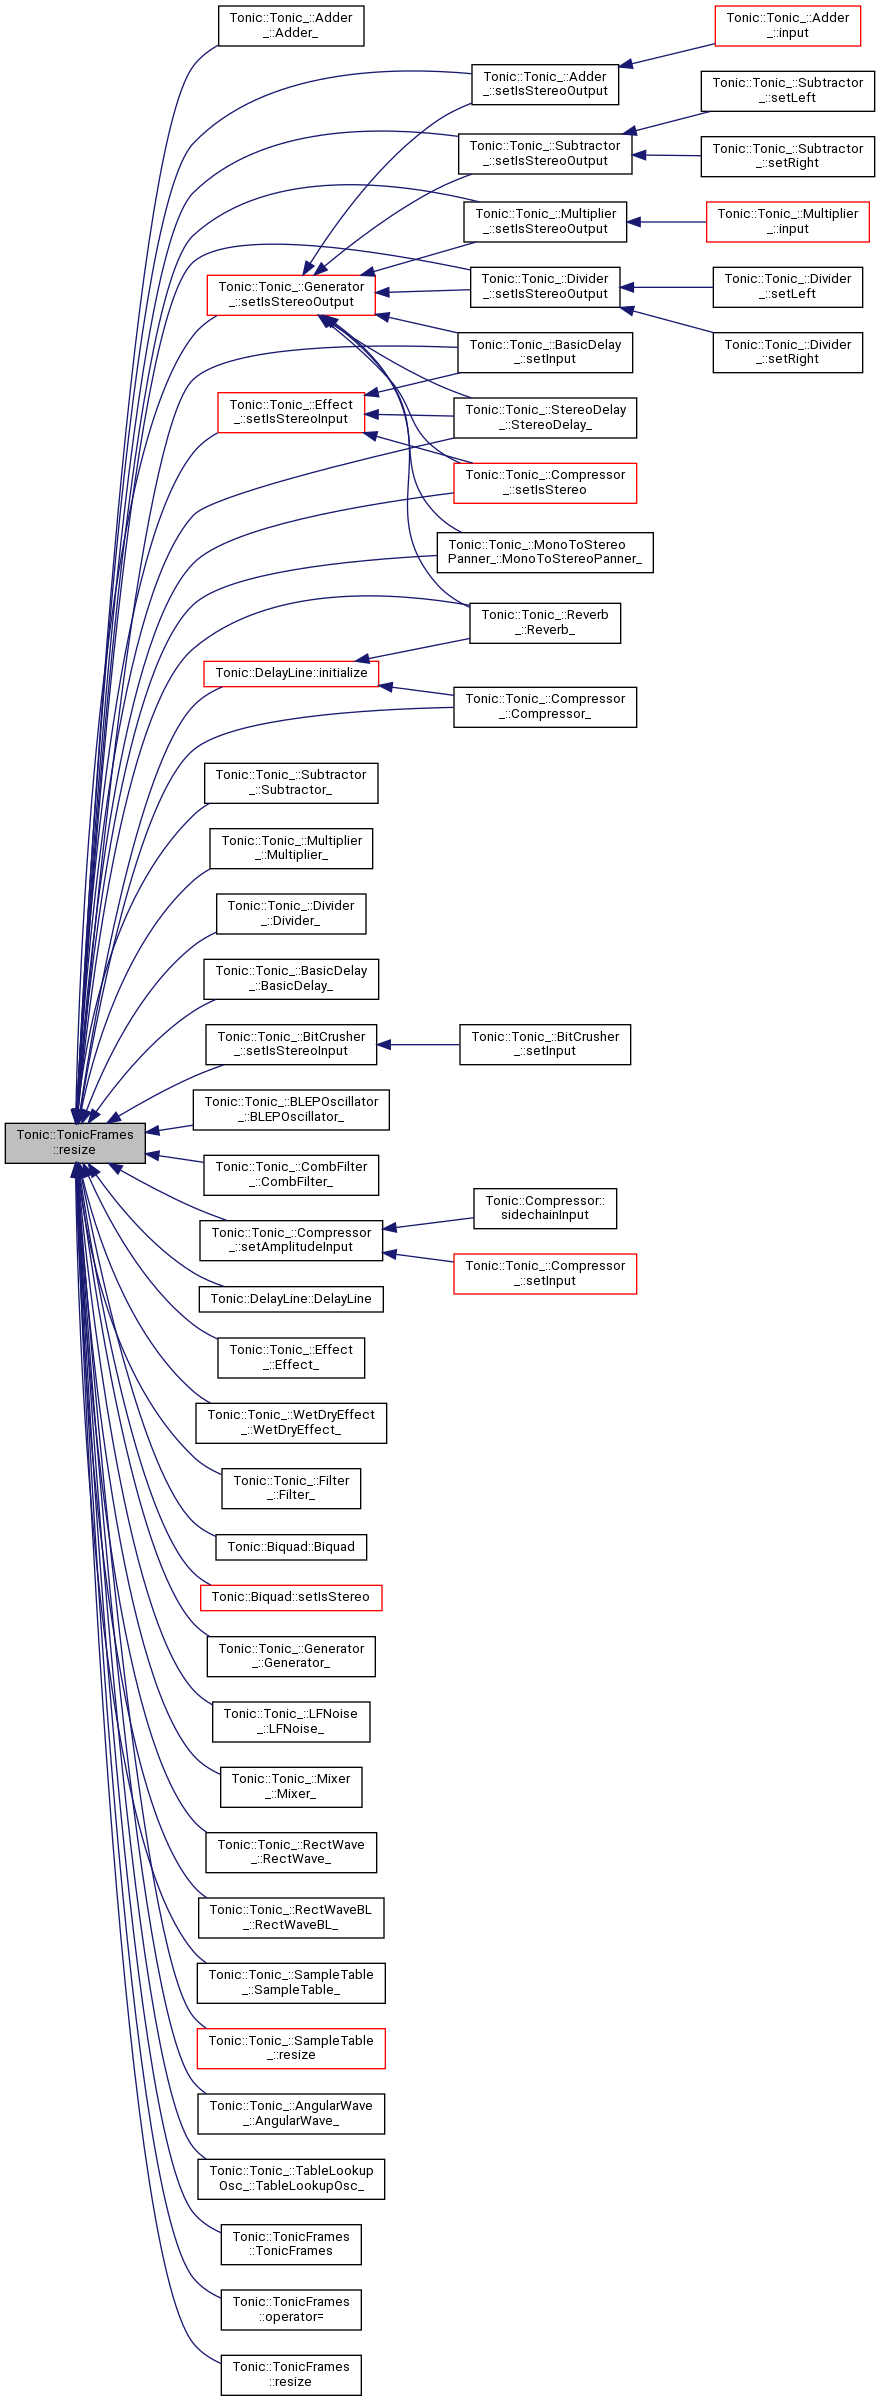 Tonic::Tonic_::Adder
_::Adder_
Tonic::Tonic_::Adder
_::input
Tonic::Tonic_::Adder
_::setIsStereoOutput
Tonic::Tonic_::Subtractor
_::setLeft
Tonic::Tonic_::Subtractor
_::setIsStereoOutput
Tonic::Tonic_::Subtractor
_::setRight
Tonic::Tonic_::Multiplier
_::setIsStereoOutput
Tonic::Tonic_::Multiplier
_::input
Tonic::Tonic_::Generator
_::setIsStereoOutput
Tonic::Tonic_::Divider
_::setIsStereoOutput
Tonic::Tonic_::Divider
_::setLeft
Tonic::Tonic_::BasicDelay
_::setInput
Tonic::Tonic_::Divider
_::setRight
Tonic::Tonic_::Effect
_::setIsStereoInput
Tonic::Tonic_::StereoDelay
_::StereoDelay_
Tonic::Tonic_::Compressor
_::setIsStereo
Tonic::Tonic_::MonoToStereo
Panner_::MonoToStereoPanner_
Tonic::Tonic_::Reverb
_::Reverb_
Tonic::DelayLine::initialize
Tonic::Tonic_::Compressor
_::Compressor_
Tonic::Tonic_::Subtractor
_::Subtractor_
Tonic::Tonic_::Multiplier
_::Multiplier_
Tonic::Tonic_::Divider
_::Divider_
Tonic::Tonic_::BasicDelay
_::BasicDelay_
Tonic::Tonic_::BitCrusher
_::setIsStereoInput
Tonic::Tonic_::BitCrusher
_::setInput
Tonic::Tonic_::BLEPOscillator
_::BLEPOscillator_
Tonic::TonicFrames
::resize
Tonic::Tonic_::CombFilter
_::CombFilter_
Tonic::Tonic_::Compressor
_::setAmplitudeInput
Tonic::Compressor::
sidechainInput
Tonic::Tonic_::Compressor
_::setInput
Tonic::DelayLine::DelayLine
Tonic::Tonic_::Effect
_::Effect_
Tonic::Tonic_::WetDryEffect
_::WetDryEffect_
Tonic::Tonic_::Filter
_::Filter_
Tonic::Biquad::Biquad
Tonic::Biquad::setIsStereo
Tonic::Tonic_::Generator
_::Generator_
Tonic::Tonic_::LFNoise
_::LFNoise_
Tonic::Tonic_::Mixer
_::Mixer_
Tonic::Tonic_::RectWave
_::RectWave_
Tonic::Tonic_::RectWaveBL
_::RectWaveBL_
Tonic::Tonic_::SampleTable
_::SampleTable_
Tonic::Tonic_::SampleTable
_::resize
Tonic::Tonic_::AngularWave
_::AngularWave_
Tonic::Tonic_::TableLookup
Osc_::TableLookupOsc_
Tonic::TonicFrames
::TonicFrames
Tonic::TonicFrames
::operator=
Tonic::TonicFrames
::resize